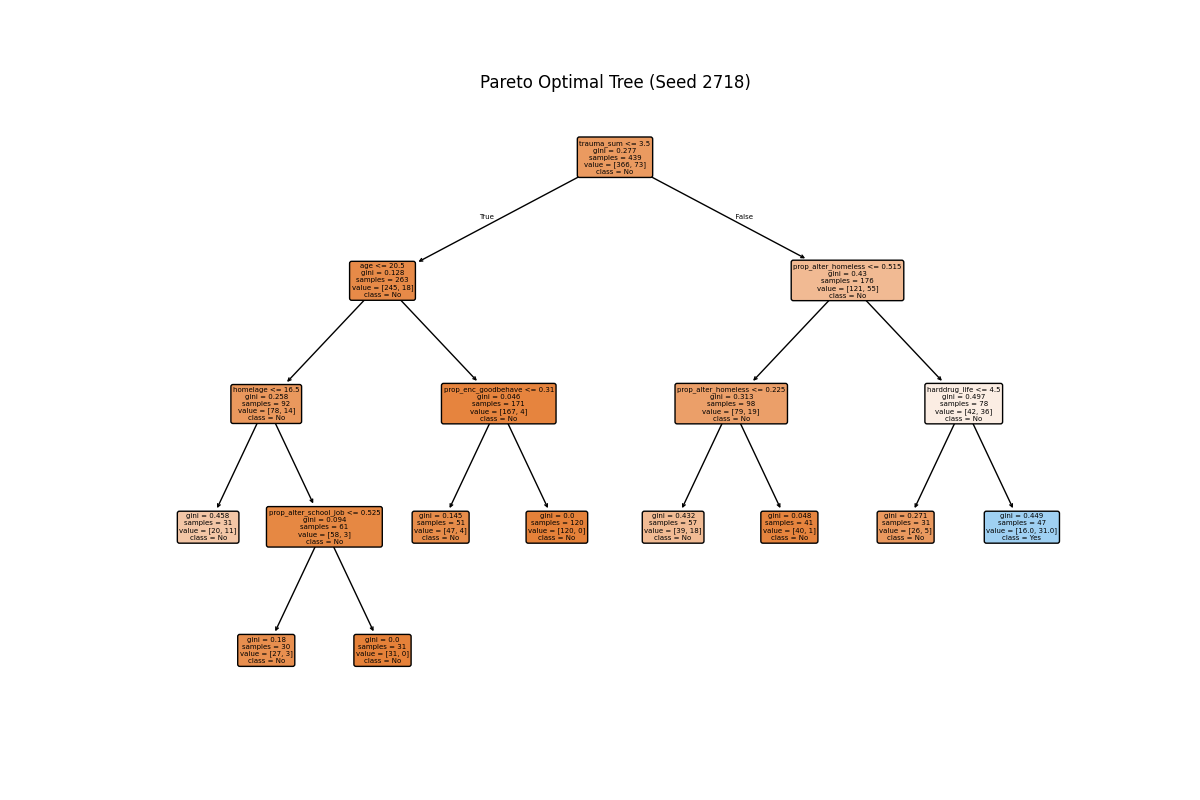 Pareto Optimal Tree (Seed 2718)
trauma_sum <= 3.5
gini = 0.277
samples = 439
value = [366, 73]
class = No
True
False
age <= 20.5
gini = 0.128
samples = 263
value = [245, 18]
class = No
prop_alter_homeless <= 0.515
gini = 0.43
samples = 176
value = [121, 55]
class = No
homelage <= 16.5
gini = 0.258
samples = 92
value = [78, 14]
class = No
prop_enc_goodbehave <= 0.31
gini = 0.046
samples = 171
value = [167, 4]
class = No
prop_alter_homeless <= 0.225
gini = 0.313
samples = 98
value = [79, 19]
class = No
harddrug_life <= 4.5
gini = 0.497
samples = 78
value = [42, 36]
class = No
gini = 0.458
samples = 31
value = [20, 11]
class = No
prop_alter_school_job <= 0.525
gini = 0.094
samples = 61
value = [58, 3]
class = No
gini = 0.145
samples = 51
value = [47, 4]
class = No
gini = 0.0
samples = 120
value = [120, 0]
class = No
gini = 0.432
samples = 57
value = [39, 18]
class = No
gini = 0.048
samples = 41
value = [40, 1]
class = No
gini = 0.271
samples = 31
value = [26, 5]
class = No
gini = 0.449
samples = 47
value = [16.0, 31.0]
class = Yes
gini = 0.18
samples = 30
value = [27, 3]
class = No
gini = 0.0
samples = 31
value = [31, 0]
class = No